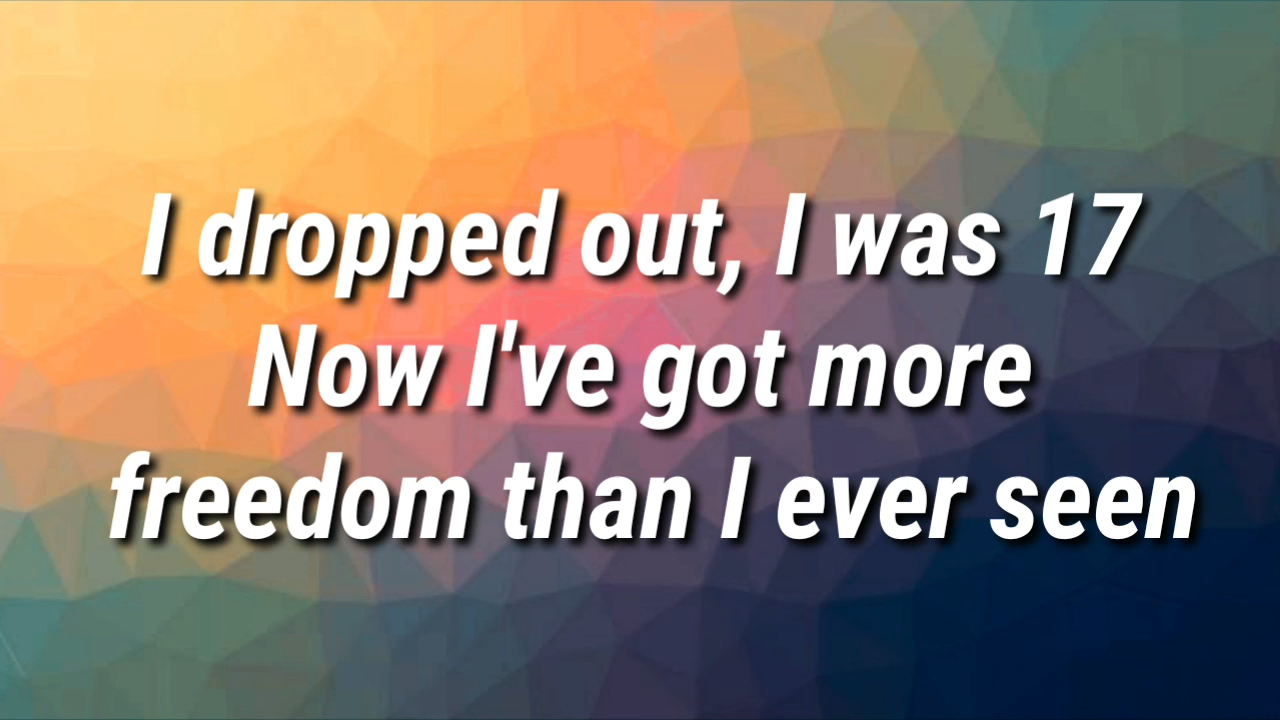 I dropped out, I was 17
Now I've got more
freedom than I ever seen